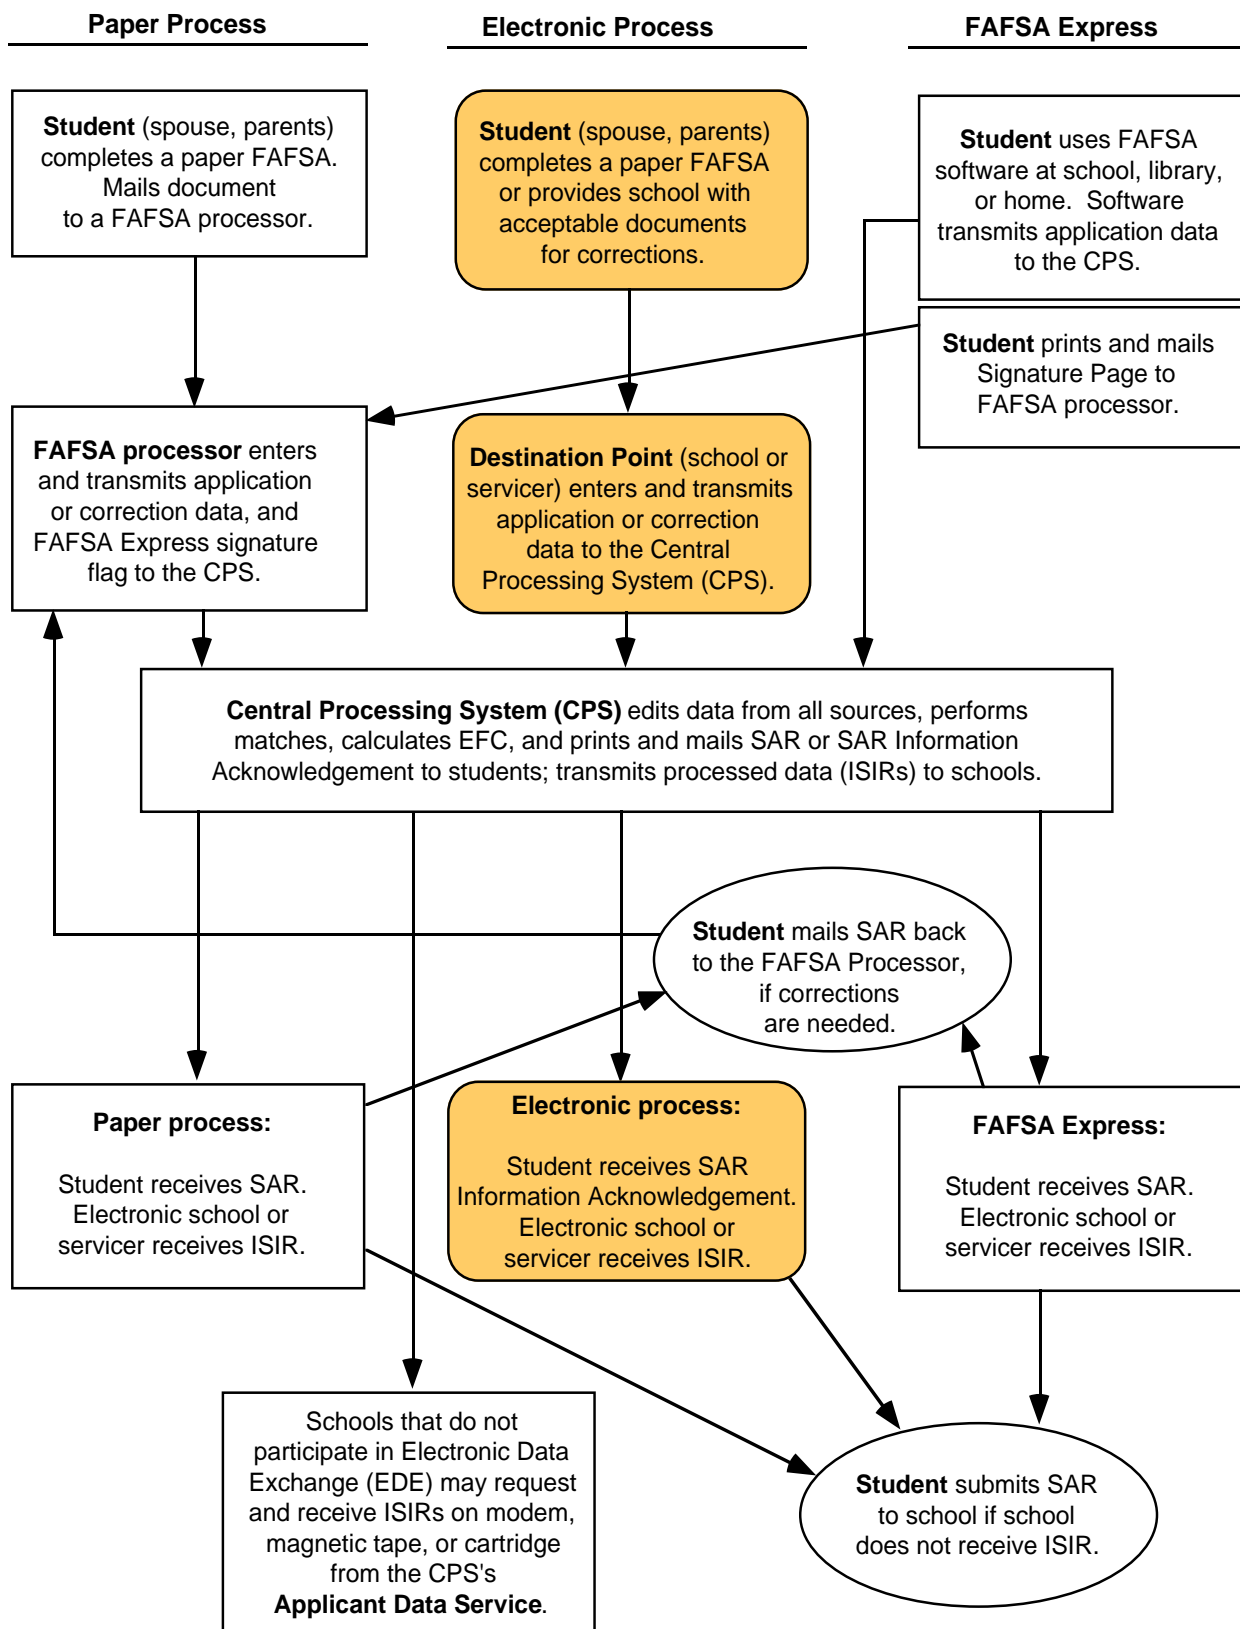 Paper Process
Electronic Process
FAFSA Express
Student (spouse, parents)
completes a paper FAFSA.
Mails document
to a FAFSA processor.
Student (spouse, parents)
completes a paper FAFSA
or provides school with
acceptable documents
for corrections.
Student uses FAFSA
software at school, library,
or home.  Software
transmits application data
to the CPS.
Student prints and mails
Signature Page to
FAFSA processor.
FAFSA processor enters
and transmits application
or correction data, and
FAFSA Express signature
flag to the CPS.
Destination Point (school or
servicer) enters and transmits
application or correction
data to the Central
Processing System (CPS).
Central Processing System (CPS) edits data from all sources, performs
matches, calculates EFC, and prints and mails SAR or SAR Information
Acknowledgement to students; transmits processed data (ISIRs) to schools.
Student mails SAR back
to the FAFSA Processor,
if corrections
are needed.
Paper process:
Student receives SAR.
Electronic school or
servicer receives ISIR.
Electronic process:
Student receives SAR
Information Acknowledgement.
Electronic school or
servicer receives ISIR.
FAFSA Express:
Student receives SAR.
Electronic school or
servicer receives ISIR.
Schools that do not
participate in Electronic Data
Exchange (EDE) may request
and receive ISIRs on modem,
magnetic tape, or cartridge
from the CPS's
Applicant Data Service.
Student submits SAR
to school if school
does not receive ISIR.